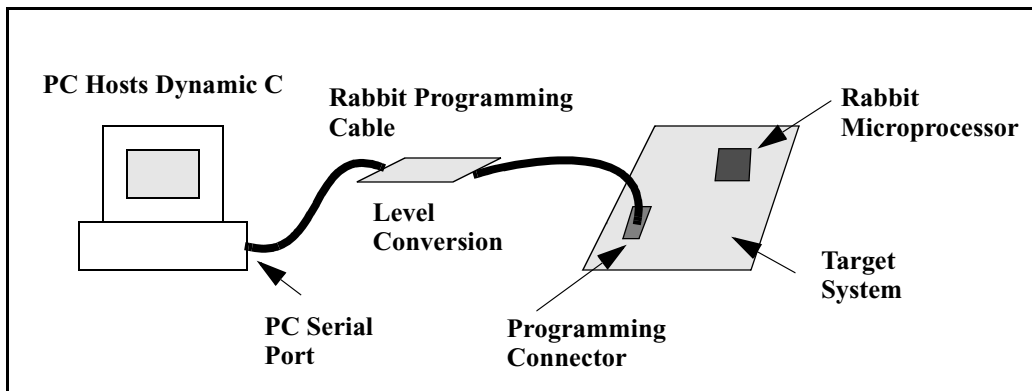 PC Hosts Dynamic C
Rabbit Programming
Cable
Rabbit
Microprocessor
Level
Conversion
Target
System
PC Serial
Port
Programming
Connector